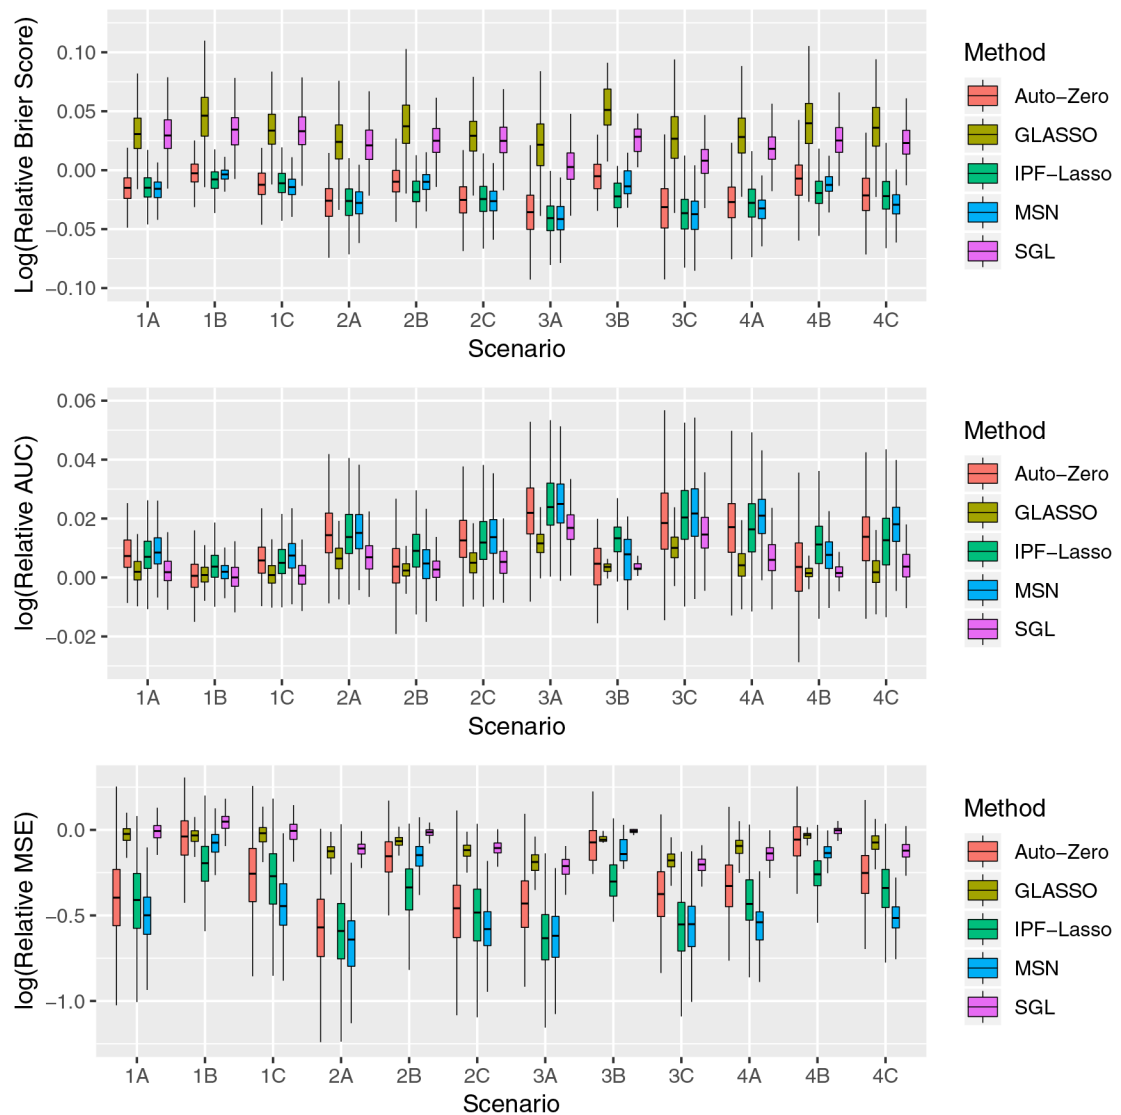 Log(Relative Brier Score)
0.10
0.05
0.00
−0.05
−0.10
1A 1B 1C 2A 2B 2C 3A 3B 3C 4A 4B 4C
Scenario
Method
Auto−Zero
GLASSO
IPF−Lasso
MSN
SGL
log(Relative AUC)
0.06
0.04
0.02
0.00
−0.02
1A 1B 1C 2A 2B 2C 3A 3B 3C 4A 4B 4C
Scenario
Method
Auto−Zero
GLASSO
IPF−Lasso
MSN
SGL
log(Relative MSE)
0.0
−0.5
−1.0
1A 1B 1C 2A 2B 2C 3A 3B 3C 4A 4B 4C
Scenario
Method
Auto−Zero
GLASSO
IPF−Lasso
MSN
SGL